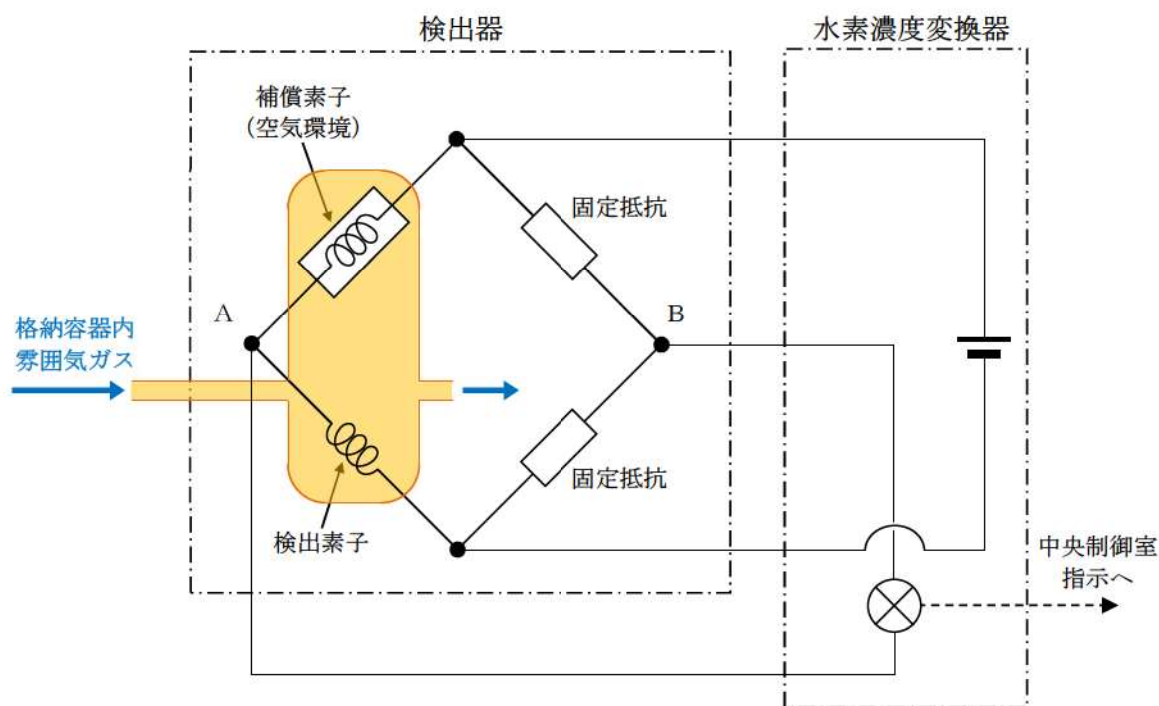 検出器
水素濃度変換器
補償素子
(空気環境)
固定抵抗
A
B
格納容器内
雰囲気ガス
固定抵抗
検出素子
中央制御室
指示へ